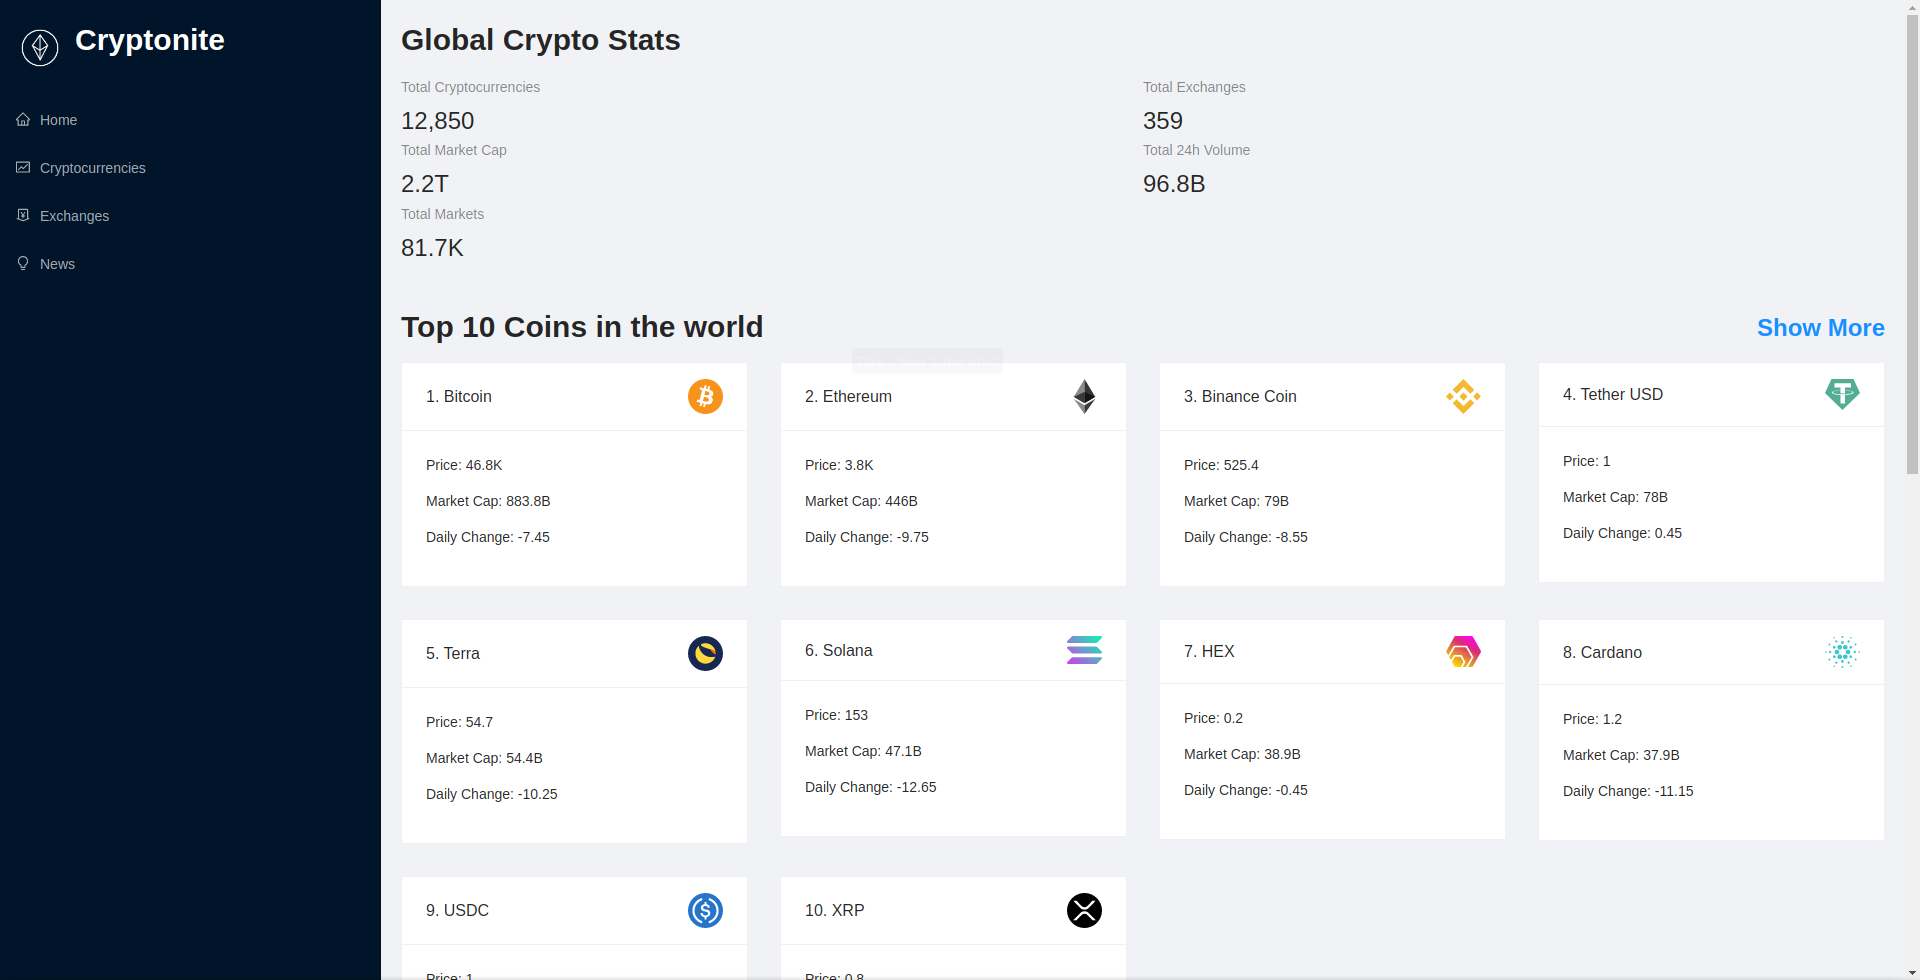 Cryptonite
Home
Cryptocurrencies
Exchanges
News
Global Crypto Stats
Total Cryptocurrencies
12,850
Total Exchanges
359
Total Market Cap
2.2T
Total 24h Volume
96.8B
Total Markets
81.7K
Top 10 Coins in the world
Show More
1. Bitcoin
Price: 46.8K
Market Cap: 883.8B
Daily Change: -7.45
2. Ethereum
Price: 3.8K
Market Cap: 446B
Daily Change: -9.75
3. Binance Coin
Price: 525.4
Market Cap: 79B
Daily Change: -8.55
4. Tether USD
Price: 1
Market Cap: 78B
Daily Change: 0.45
5. Terra
Price: 54.7
Market Cap: 54.4B
Daily Change: -10.25
6. Solana
Price: 153
Market Cap: 47.1B
Daily Change: -12.65
7. HEX
Price: 0.2
Market Cap: 38.9B
Daily Change: -0.45
8. Cardano
Price: 1.2
Market Cap: 37.9B
Daily Change: -11.15
9. USDC
Price: 1
10. XRP
Price: 0.8